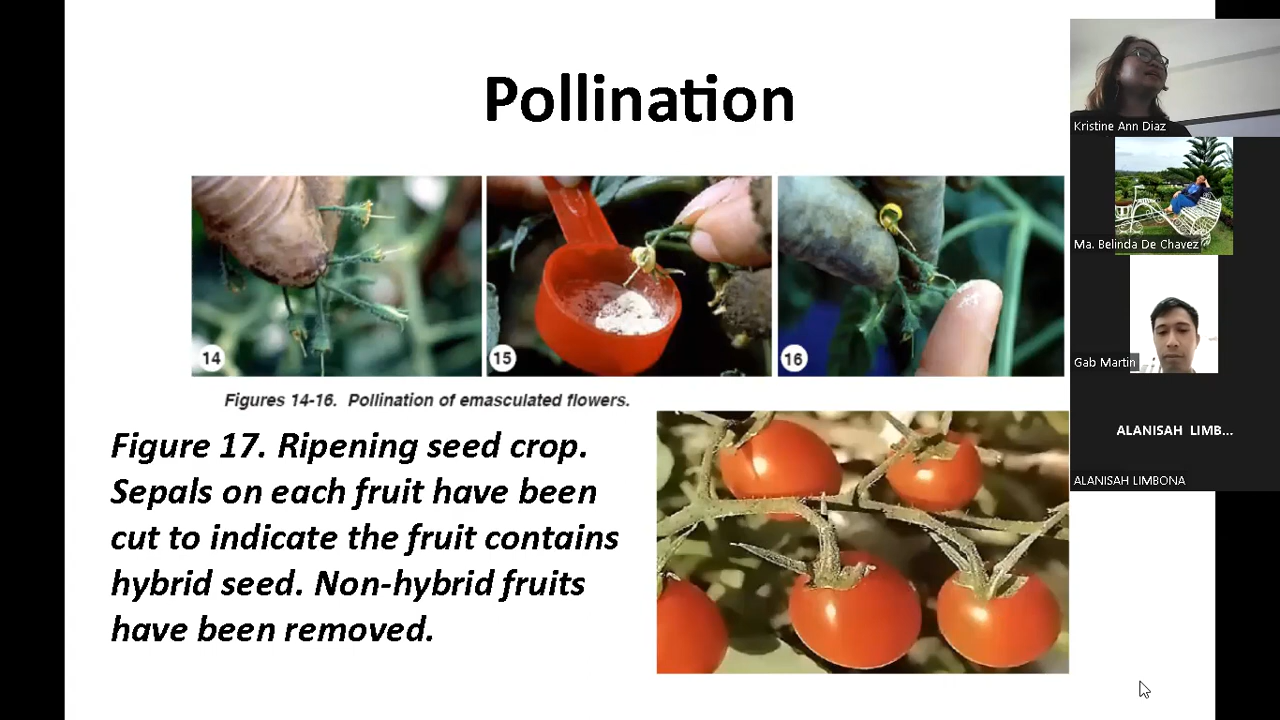 Pollination
14
15
16
Figures 14-16. Pollination of emasculated flowers.
Figure 17. Ripening seed crop.
Sepals on each fruit have been
cut to indicate the fruit contains
hybrid seed. Non-hybrid fruits
have been removed.
Kristine Ann Diaz
Ma. Belinda De Chavez
Gab Martin
ALANISAH LIMB...
ALANISAH LIMBONA